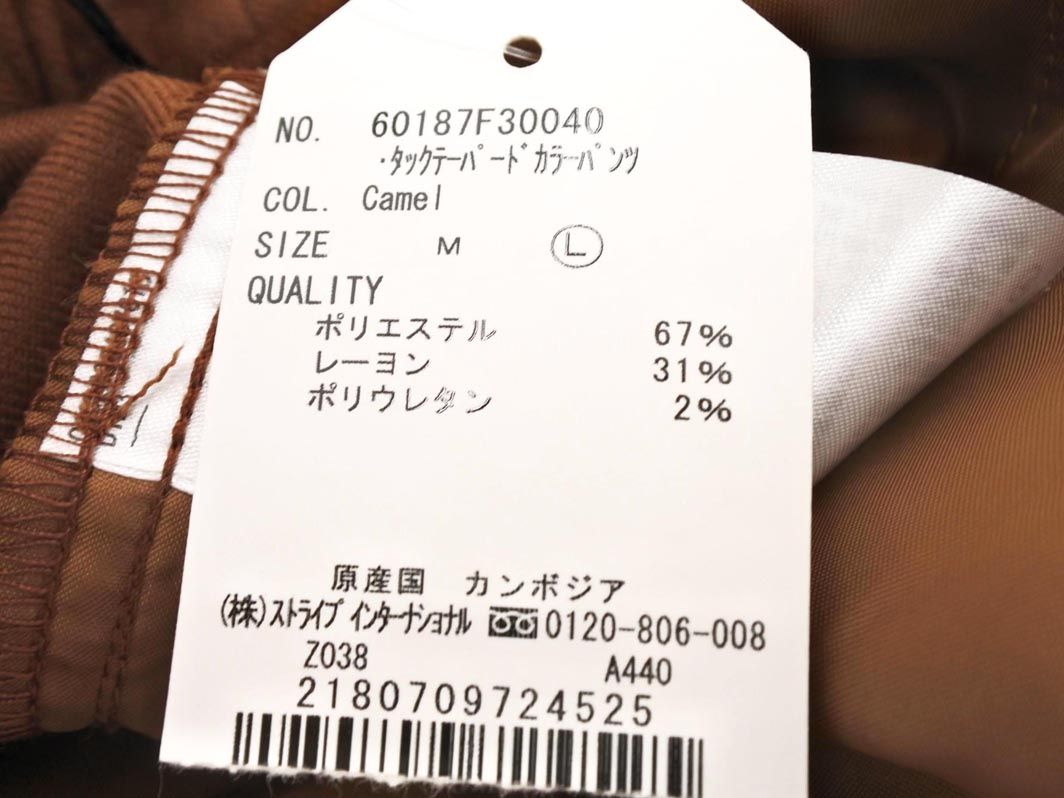 NO. 60187F30040
・タックテーパードカラーパンツ
COL. Camel
SIZE M Ⓛ
QUALITY
ポリエステル 67%
レーヨン 31%
ポリウレタン 2%
原産国 カンボジア
(株)ストライプ インターナショナル 0120-806-008
Z038 A440
2180709724525